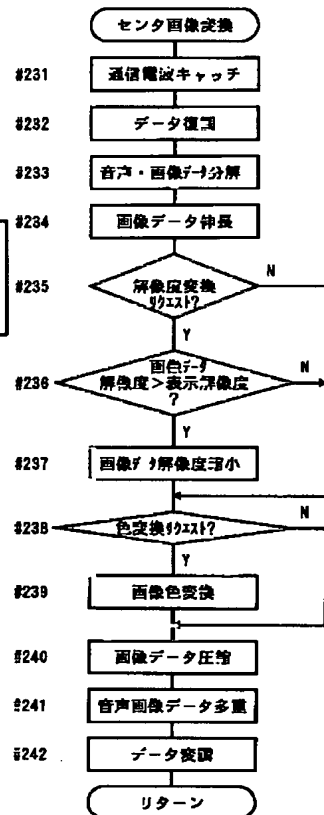 センタ画像変換
#231 通信電波キャッチ
#232 データ復調
#233 音声・画像データ分解
#234 画像データ伸長
#235 解像度変換
リクエスト?
N
Y
#236 画像データ
解像度>表示解像度
?
N
Y
#237 画像データ解像度縮小
#238 色変換リクエスト?
N
Y
#239 画像色変換
#240 画像データ圧縮
#241 音声画像データ多重
#242 データ変調
リターン